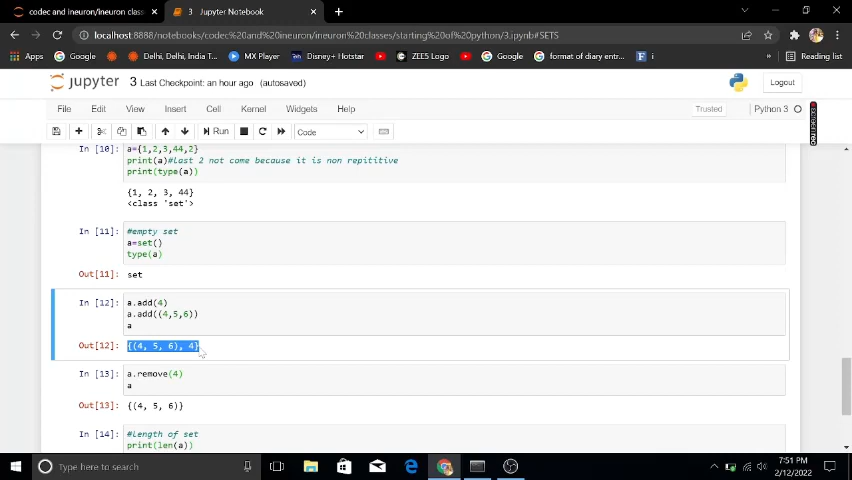 codec and ineuron/ineuron classe
3 Jupyter Notebook
localhost:8888/notebooks/codec%20and%20ineuron/ineuron%20classes/starting%20of%20python/3.ipynb#SETS
Apps
Google
Delhi, Delhi, India T...
MX Player
Disney+ Hotstar
ZEE5 Logo
Google
format of diary entr...
i
»
Reading list
jupyter
3 Last Checkpoint: an hour ago (autosaved)
Logout
File
Edit
View
Insert
Cell
Kernel
Widgets
Help
Trusted
Python 3
Run
Code
In [10]:
a={1,2,3,44,2}
print(a)#last 2 not come because it is non repititive
print(type(a))
{1, 2, 3, 44}
<class 'set'>
In [11]:
#empty set
a=set()
type(a)
Out[11]: set
In [12]:
a.add(4)
a.add((4,5,6))
a
Out[12]: {(4, 5, 6), 4}
In [13]:
a.remove(4)
a
Out[13]: {(4, 5, 6)}
In [14]:
#Length of set
print(len(a))
Type here to search
7:51 PM
2/12/2022